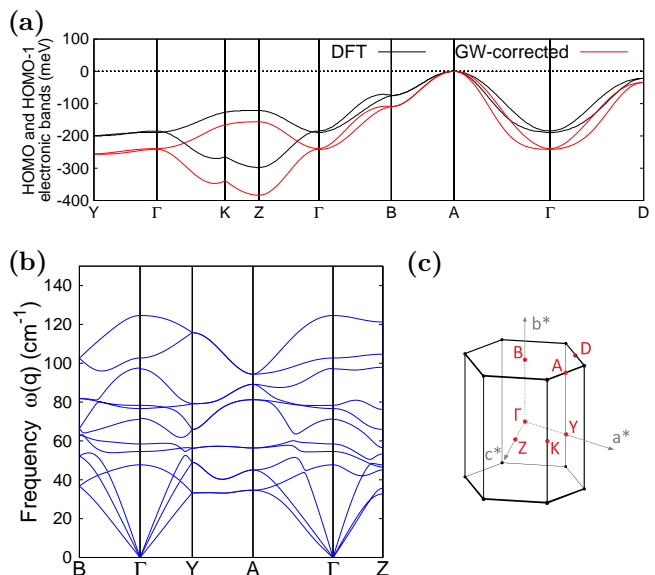 (a)
HOMO and HOMO-1
electronic bands (meV)
100
0
-100
-200
-300
-400
DFT
GW-corrected
Y Γ K Z Γ B A Γ D
(b)
Frequency ω(q) (cm⁻¹)
140
120
100
80
60
40
20
0
B Γ Y A Γ Z
(c)
b*
B
D
A
Γ
Y
a*
Z
K
c*